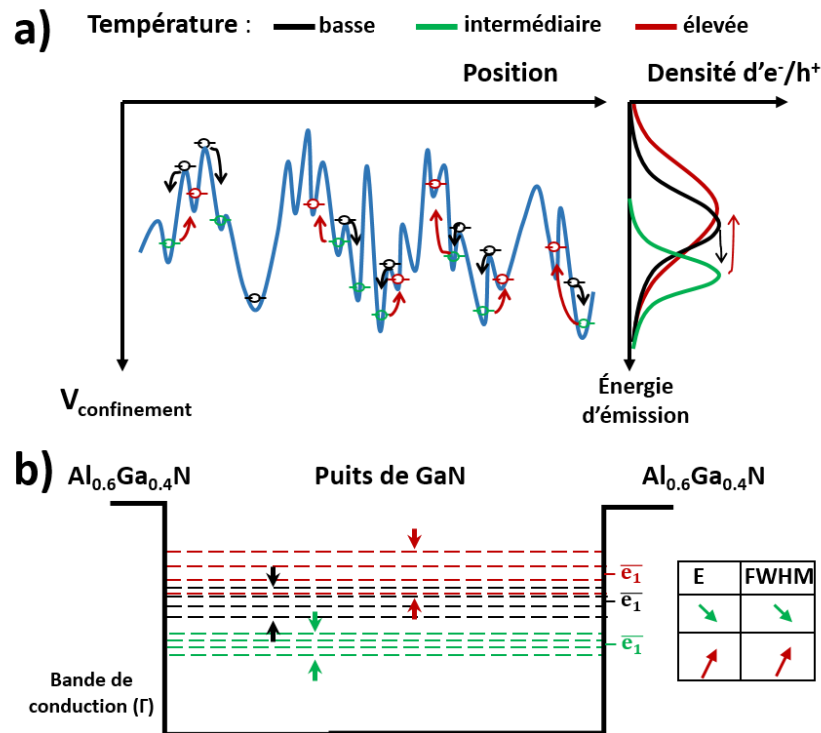 a)
Température : basse intermédiaire élevée
Position
Densité d'e⁻/h⁺
V_confinement
Énergie
d'émission
b)
Al₀.₆Ga₀.₄N
Puits de GaN
Al₀.₆Ga₀.₄N
e₁
e₁
e₁
E FWHM
Bande de
conduction (Γ)